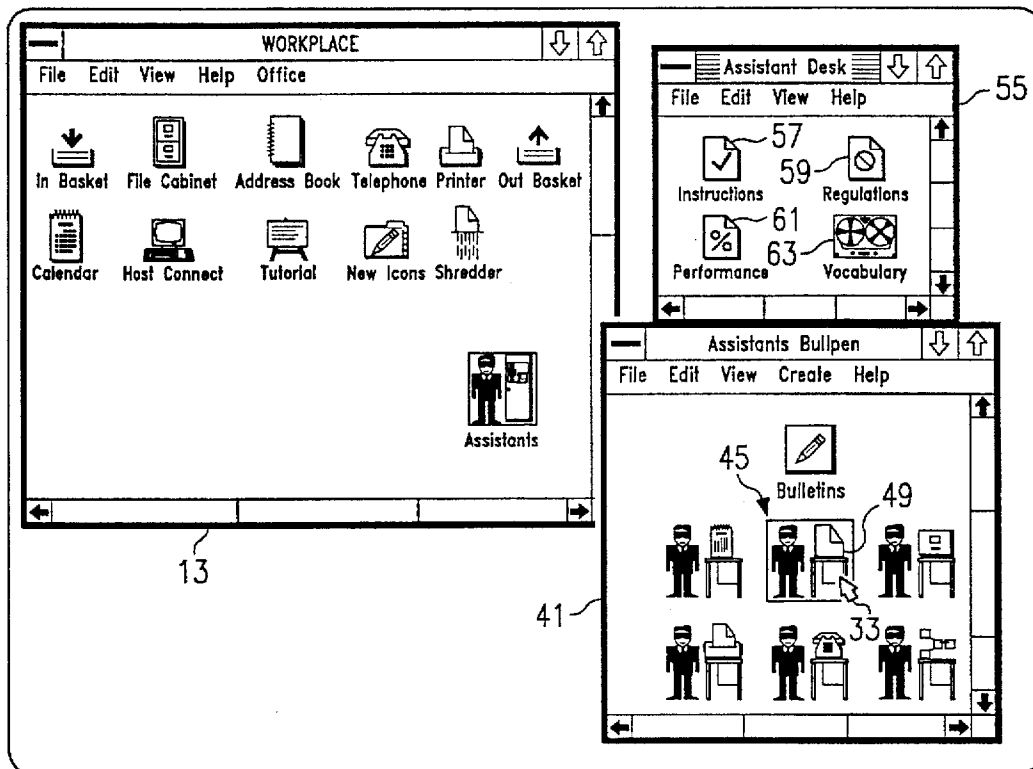 WORKPLACE
File Edit View Help Office
In Basket File Cabinet Address Book Telephone Printer Out Basket
Calendar Host Connect Tutorial New Icons Shredder
Assistants
13
Assistant Desk
55
File Edit View Help
57
59
Instructions Regulations
61
63
Performance Vocabulary
Assistants Bullpen
File Edit View Create Help
45
Bulletins
49
41
33